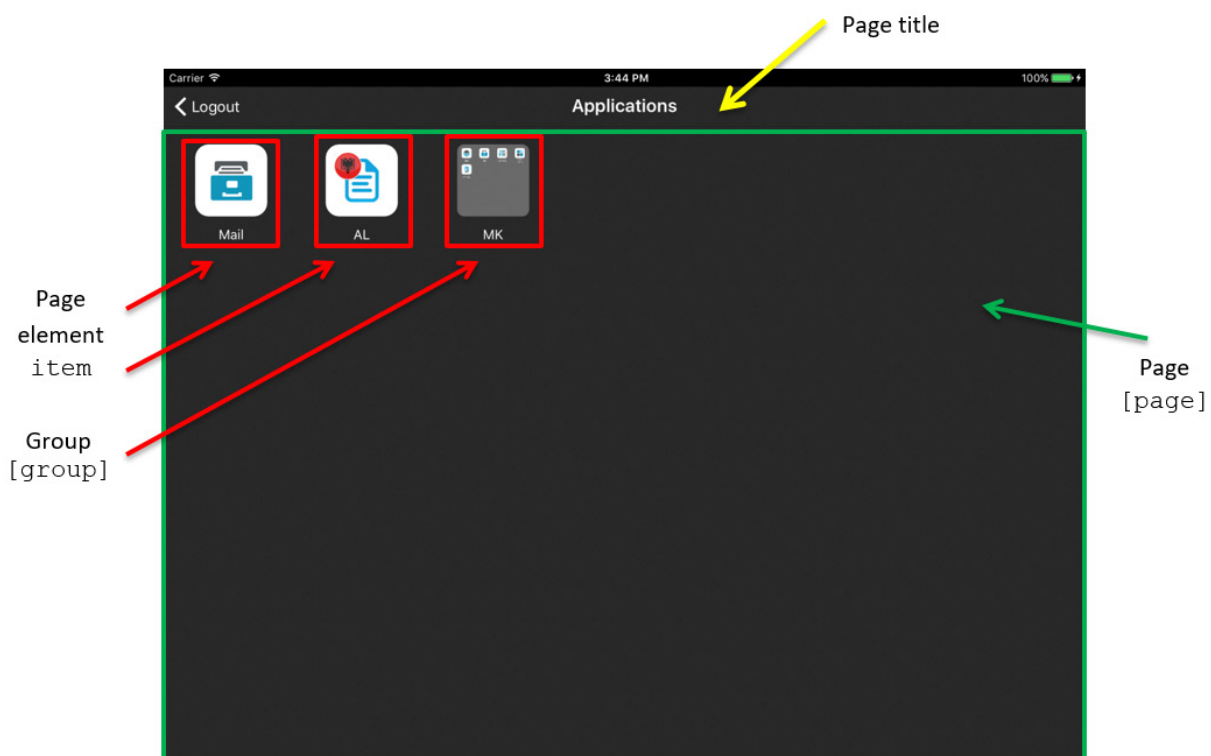 Page title
Carrier 3:44 PM 100%
Logout Applications
Mail AL MK
Page
element
item
Page
[page]
Group
[group]